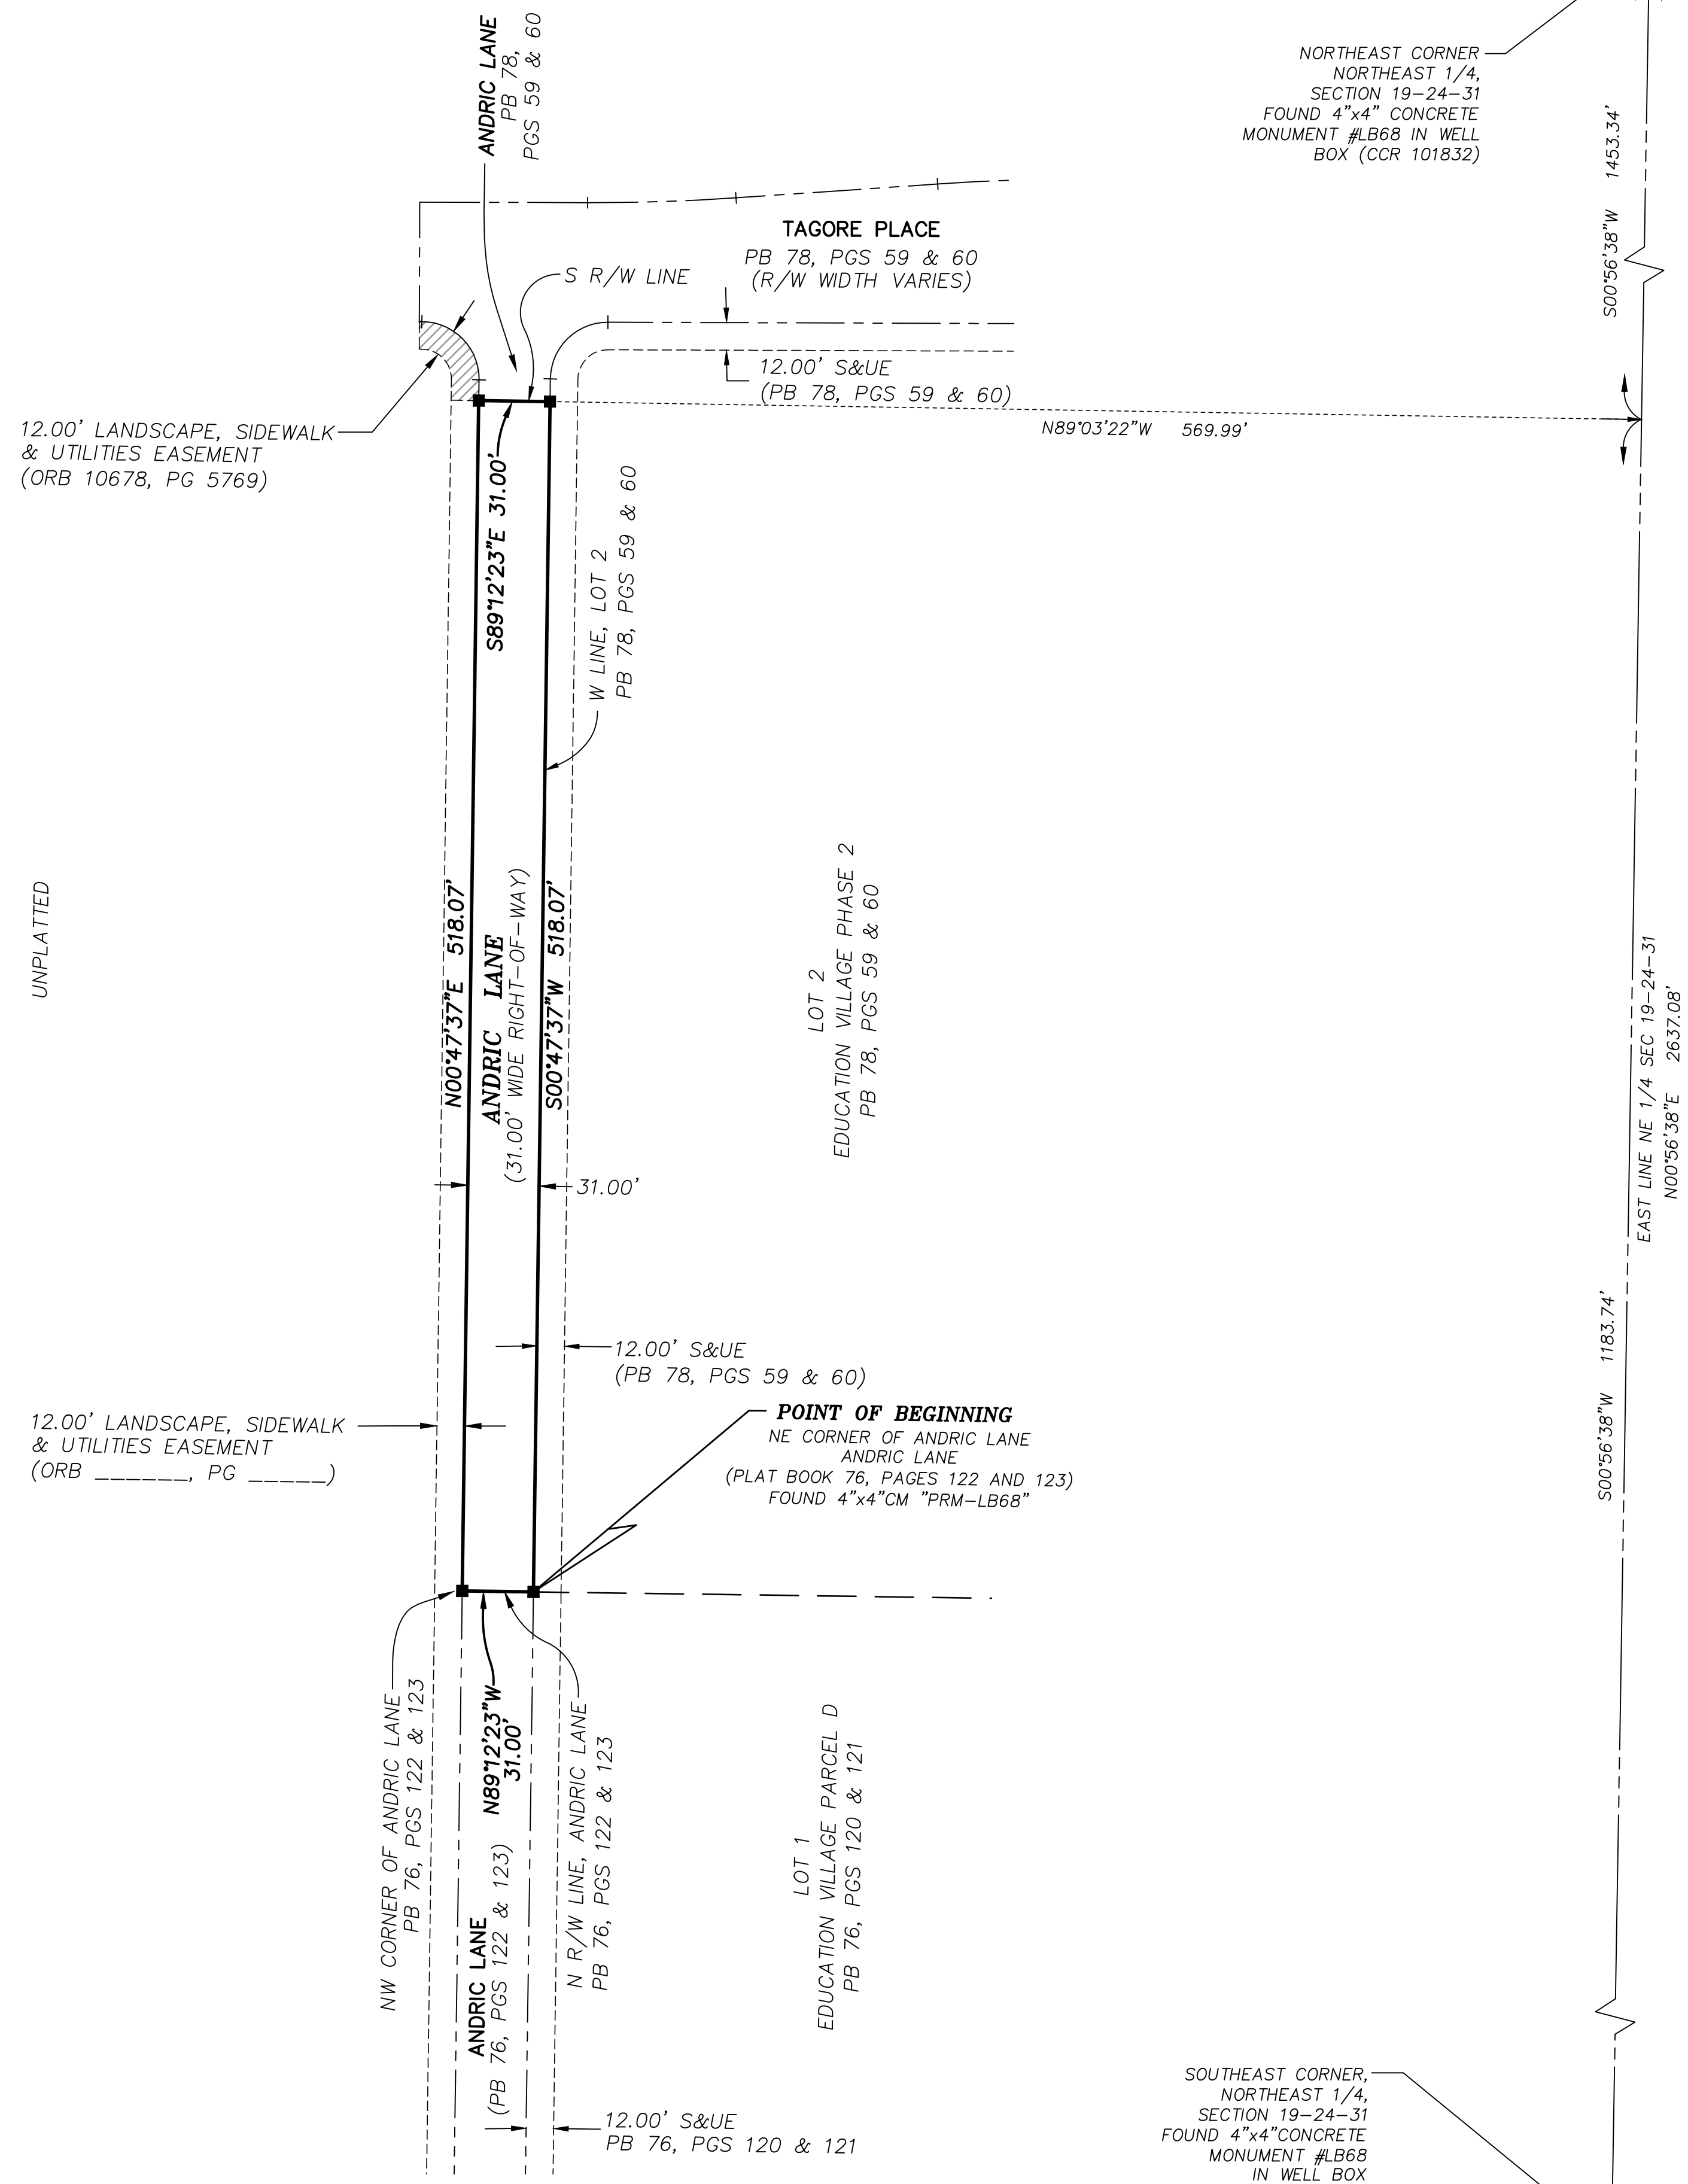 ANDRIC LANE
PB 78,
PGS 59 & 60
NORTHEAST CORNER
NORTHEAST 1/4,
SECTION 19-24-31
FOUND 4"x4" CONCRETE
MONUMENT #LB68 IN WELL
BOX (CCR 101832)
S00°56'38"W 1453.34'
TAGORE PLACE
PB 78, PGS 59 & 60
(R/W WIDTH VARIES)
S R/W LINE
12.00' S&UE
(PB 78, PGS 59 & 60)
12.00' LANDSCAPE, SIDEWALK
& UTILITIES EASEMENT
(ORB 10678, PG 5769)
N89°03'22"W 569.99'
S89°12'23"E 31.00'
W LINE, LOT 2
PB 78, PGS 59 & 60
UNPLATTED
N00°47'37"E 518.07'
ANDRIC LANE
(31.00' WIDE RIGHT-OF-WAY)
S00°47'37"W 518.07'
LOT 2
EDUCATION VILLAGE PHASE 2
PB 78, PGS 59 & 60
EAST LINE NE 1/4 SEC 19-24-31
N00°56'38"E 2637.08'
31.00'
12.00' S&UE
(PB 78, PGS 59 & 60)
S00°56'38"W 1183.74'
12.00' LANDSCAPE, SIDEWALK
& UTILITIES EASEMENT
(ORB ______, PG _____)
POINT OF BEGINNING
NE CORNER OF ANDRIC LANE
ANDRIC LANE
(PLAT BOOK 76, PAGES 122 AND 123)
FOUND 4"x4"CM "PRM-LB68"
NW CORNER OF ANDRIC LANE
PB 76, PGS 122 & 123
N89°12'23"W
31.00'
N R/W LINE, ANDRIC LANE
PB 76, PGS 122 & 123
ANDRIC LANE
(PB 76, PGS 122 & 123)
LOT 1
EDUCATION VILLAGE PARCEL D
PB 76, PGS 120 & 121
12.00' S&UE
PB 76, PGS 120 & 121
SOUTHEAST CORNER,
NORTHEAST 1/4,
SECTION 19-24-31
FOUND 4"x4"CONCRETE
MONUMENT #LB68
IN WELL BOX